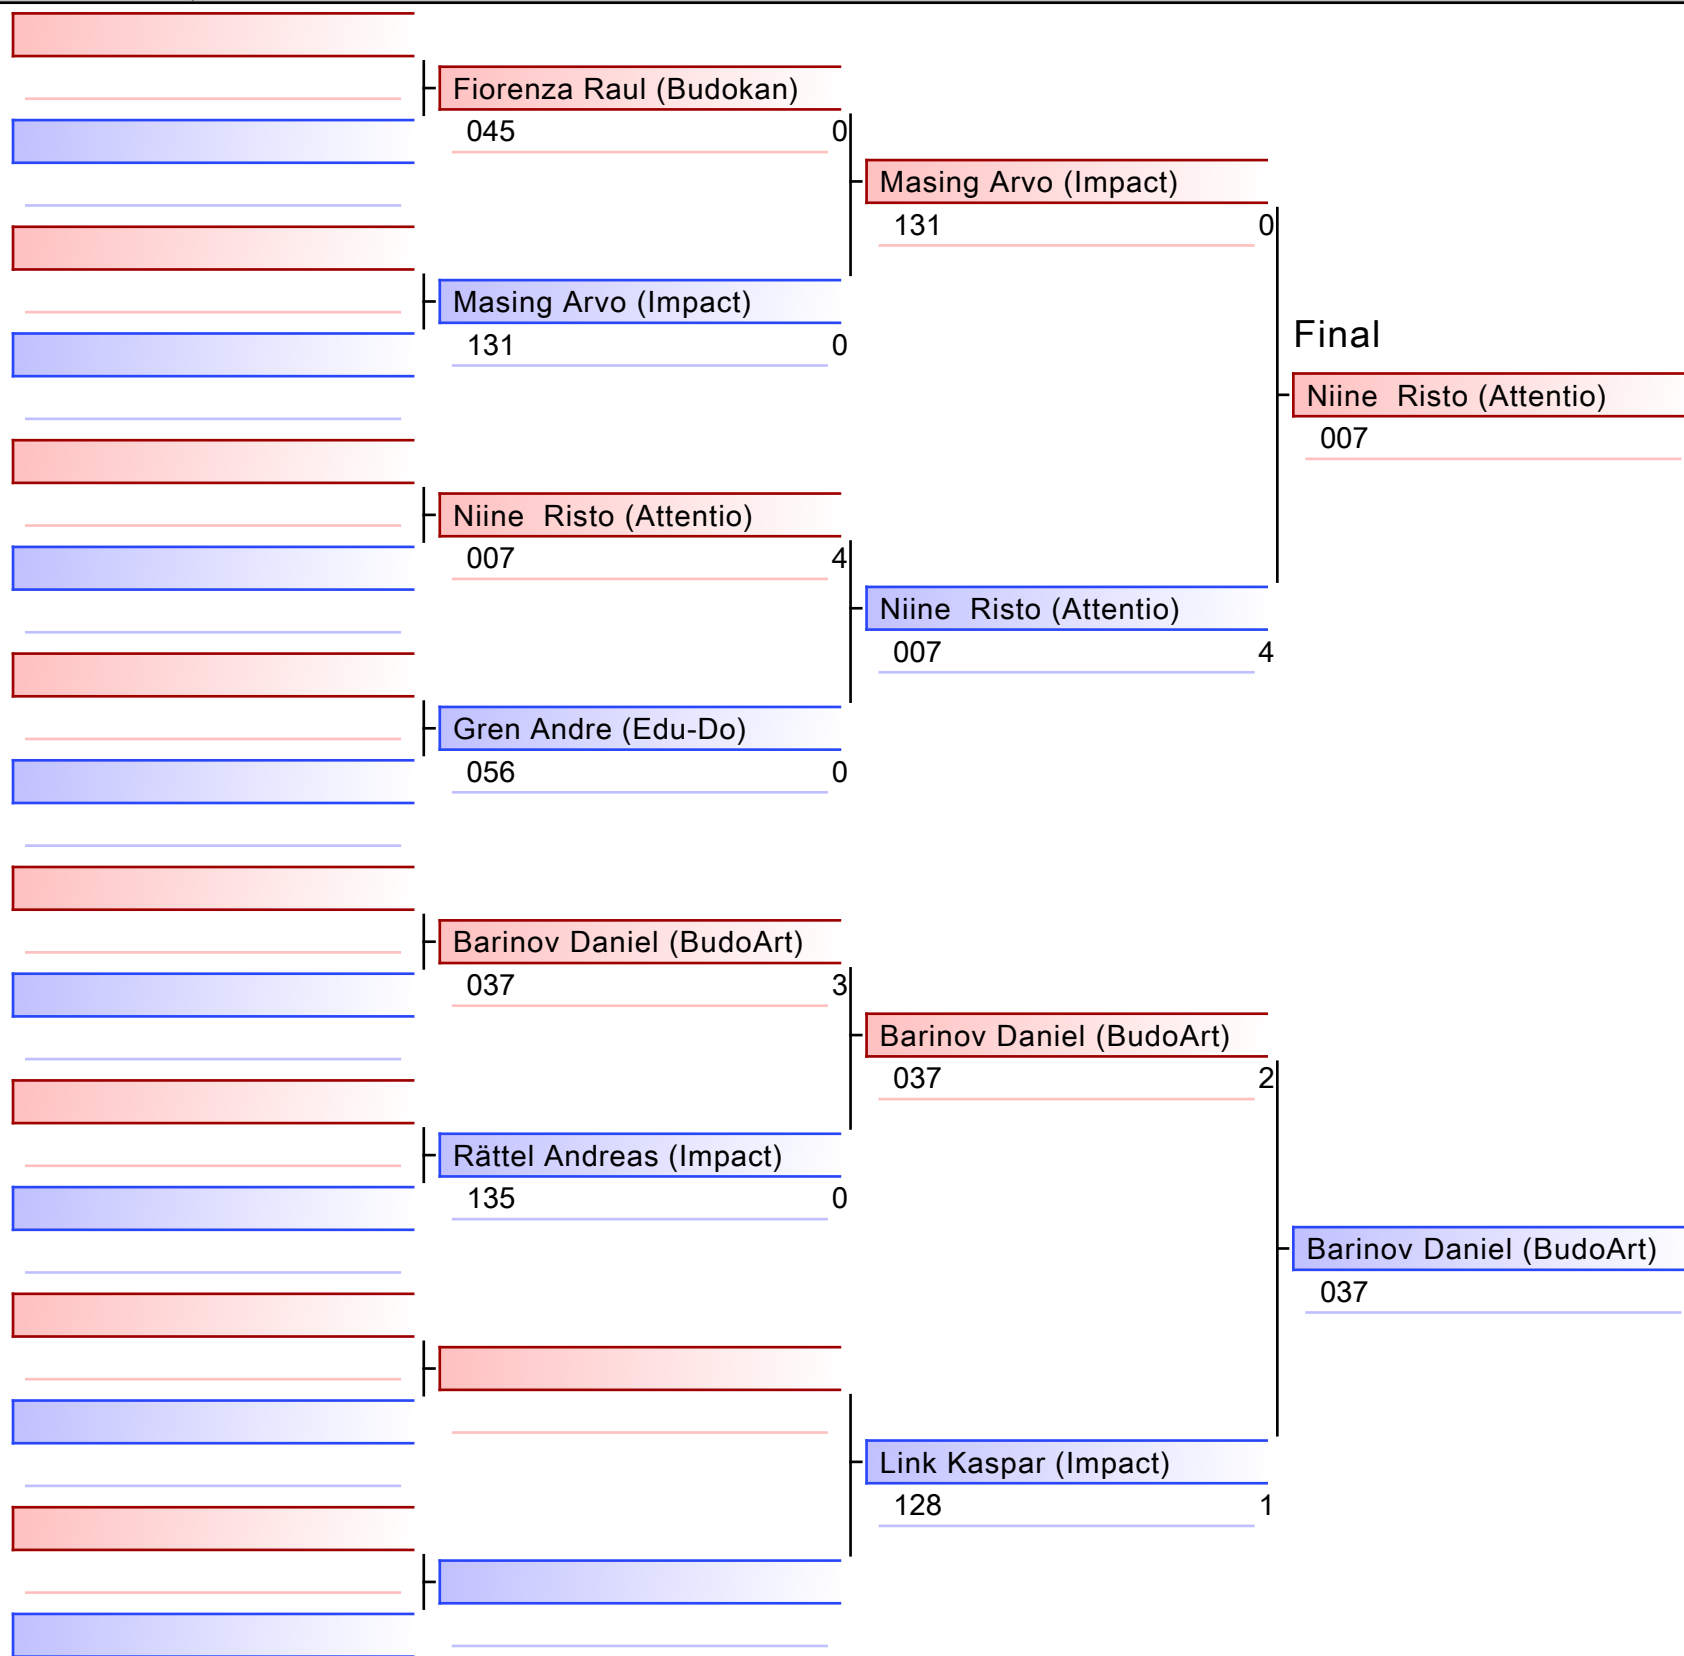 Fiorenza Raul (Budokan)
045 0
Masing Arvo (Impact)
131 0
Masing Arvo (Impact)
131 0
Final
Niine  Risto (Attentio)
007
Niine  Risto (Attentio)
007 4
Niine  Risto (Attentio)
007 4
Gren Andre (Edu-Do)
056 0
Barinov Daniel (BudoArt)
037 3
Barinov Daniel (BudoArt)
037 2
Rättel Andreas (Impact)
135 0
Barinov Daniel (BudoArt)
037
Link Kaspar (Impact)
128 1